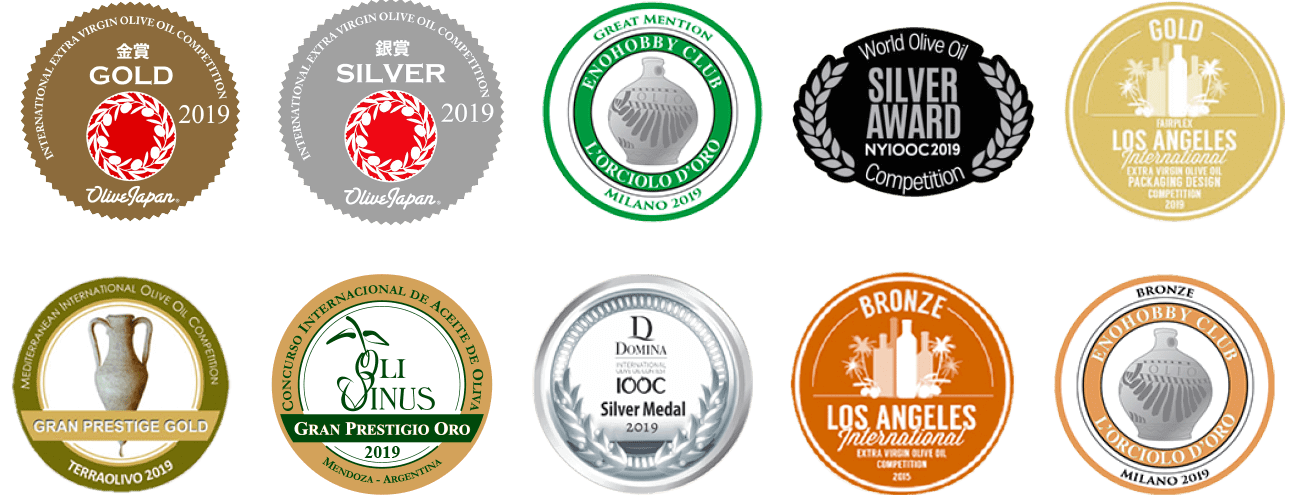 INTERNATIONAL EXTRA VIRGIN OLIVE OIL COMPETITION
金賞
GOLD
2019
OliveJapan®
INTERNATIONAL EXTRA VIRGIN OLIVE OIL COMPETITION
銀賞
SILVER
2019
OliveJapan®
GREAT MENTION
ENOHOBBY CLUB
L'ORCIOLO D'ORO
MILANO 2019
World Olive Oil
SILVER
AWARD
NYIOOC 2019
Competition
GOLD
FAIRPLEX
LOS ANGELES
International
EXTRA VIRGIN OLIVE OIL
PACKAGING DESIGN
COMPETITION
2019
MEDITERRANEAN INTERNATIONAL OLIVE OIL COMPETITION
GRAN PRESTIGE GOLD
TERRAOLIVO 2019
CONCURSO INTERNACIONAL DE ACEITE DE OLIVA
OLI
VINUS
GRAN PRESTIGIO ORO
2019
MENDOZA - ARGENTINA
D
DOMINA
INTERNATIONAL
IOOC
Silver Medal
2019
BRONZE
LOS ANGELES
International
EXTRA VIRGIN OLIVE OIL
COMPETITION
2015
BRONZE
ENOHOBBY CLUB
OLIO
L'ORCIOLO D'ORO
MILANO 2019